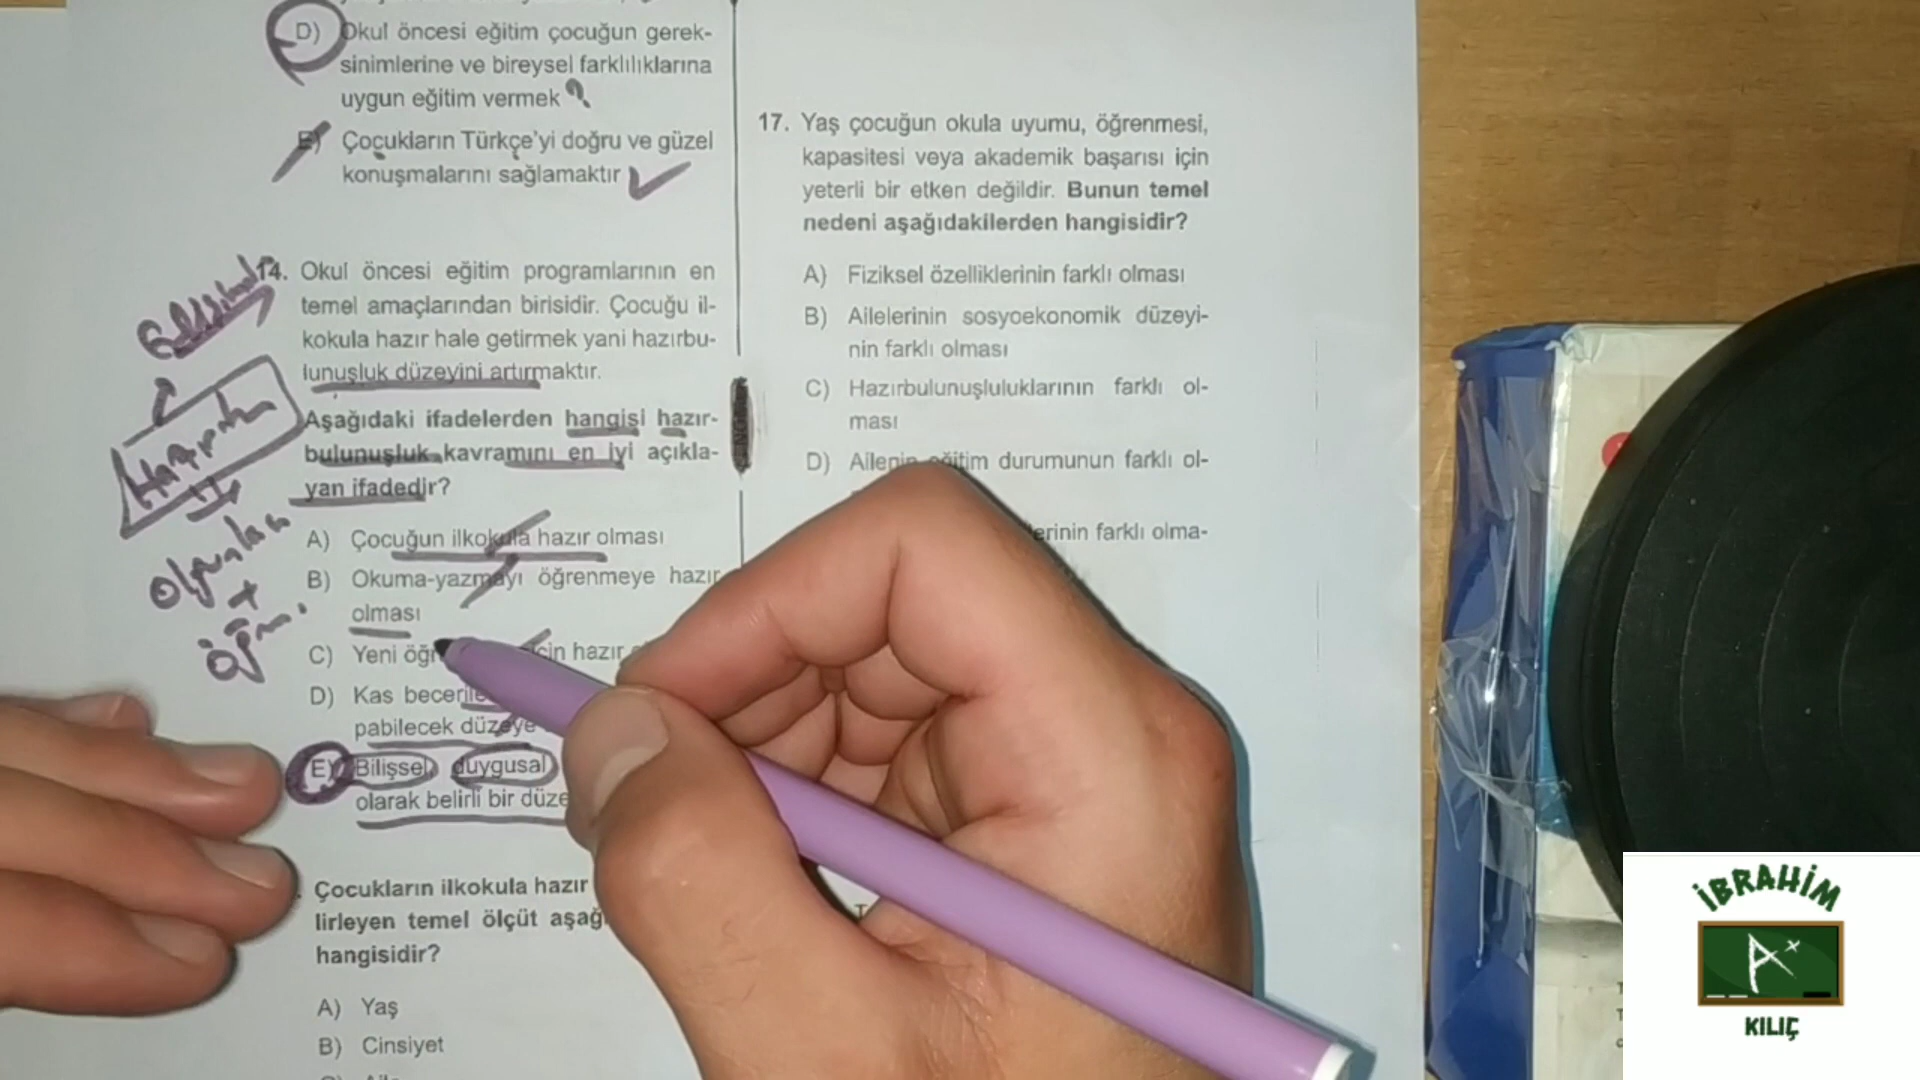 D) Okul öncesi eğitim çocuğun gerek-
sinimlerine ve bireysel farklılıklarına
uygun eğitim vermek
E) Çocukların Türkçe'yi doğru ve güzel
konuşmalarını sağlamaktır
14. Okul öncesi eğitim programlarının en
temel amaçlarından birisidir. Çocuğu il-
kokula hazır hale getirmek yani hazırbu-
lunuşluk düzeyini artırmaktır.
Aşağıdaki ifadelerden hangisi hazır-
bulunuşluk kavramını en iyi açıkla-
yan ifadedir?
A) Çocuğun ilkokula hazır olması
B) Okuma-yazmayı öğrenmeye hazır
olması
C) Yeni için hazır
D) Kas
pabilecek düzeye
E) Bilişsel, duygusal
olarak belirli bir
Çocukların ilkokula hazır
lirleyen temel ölçüt
hangisidir?
A) Yaş
B) Cinsiyet
17. Yaş çocuğun okula uyumu, öğrenmesi,
kapasitesi veya akademik başarısı için
yeterli bir etken değildir. Bunun temel
nedeni aşağıdakilerden hangisidir?
A) Fiziksel özelliklerinin farklı olması
B) Ailelerinin sosyoekonomik düzeyi-
nin farklı olması
C) Hazırbulunuşluluklarının farklı ol-
ması
D) Ailenin eğitim durumunun farklı ol-
erinin farklı olma-
İBRAHİM
A+
KILIÇ